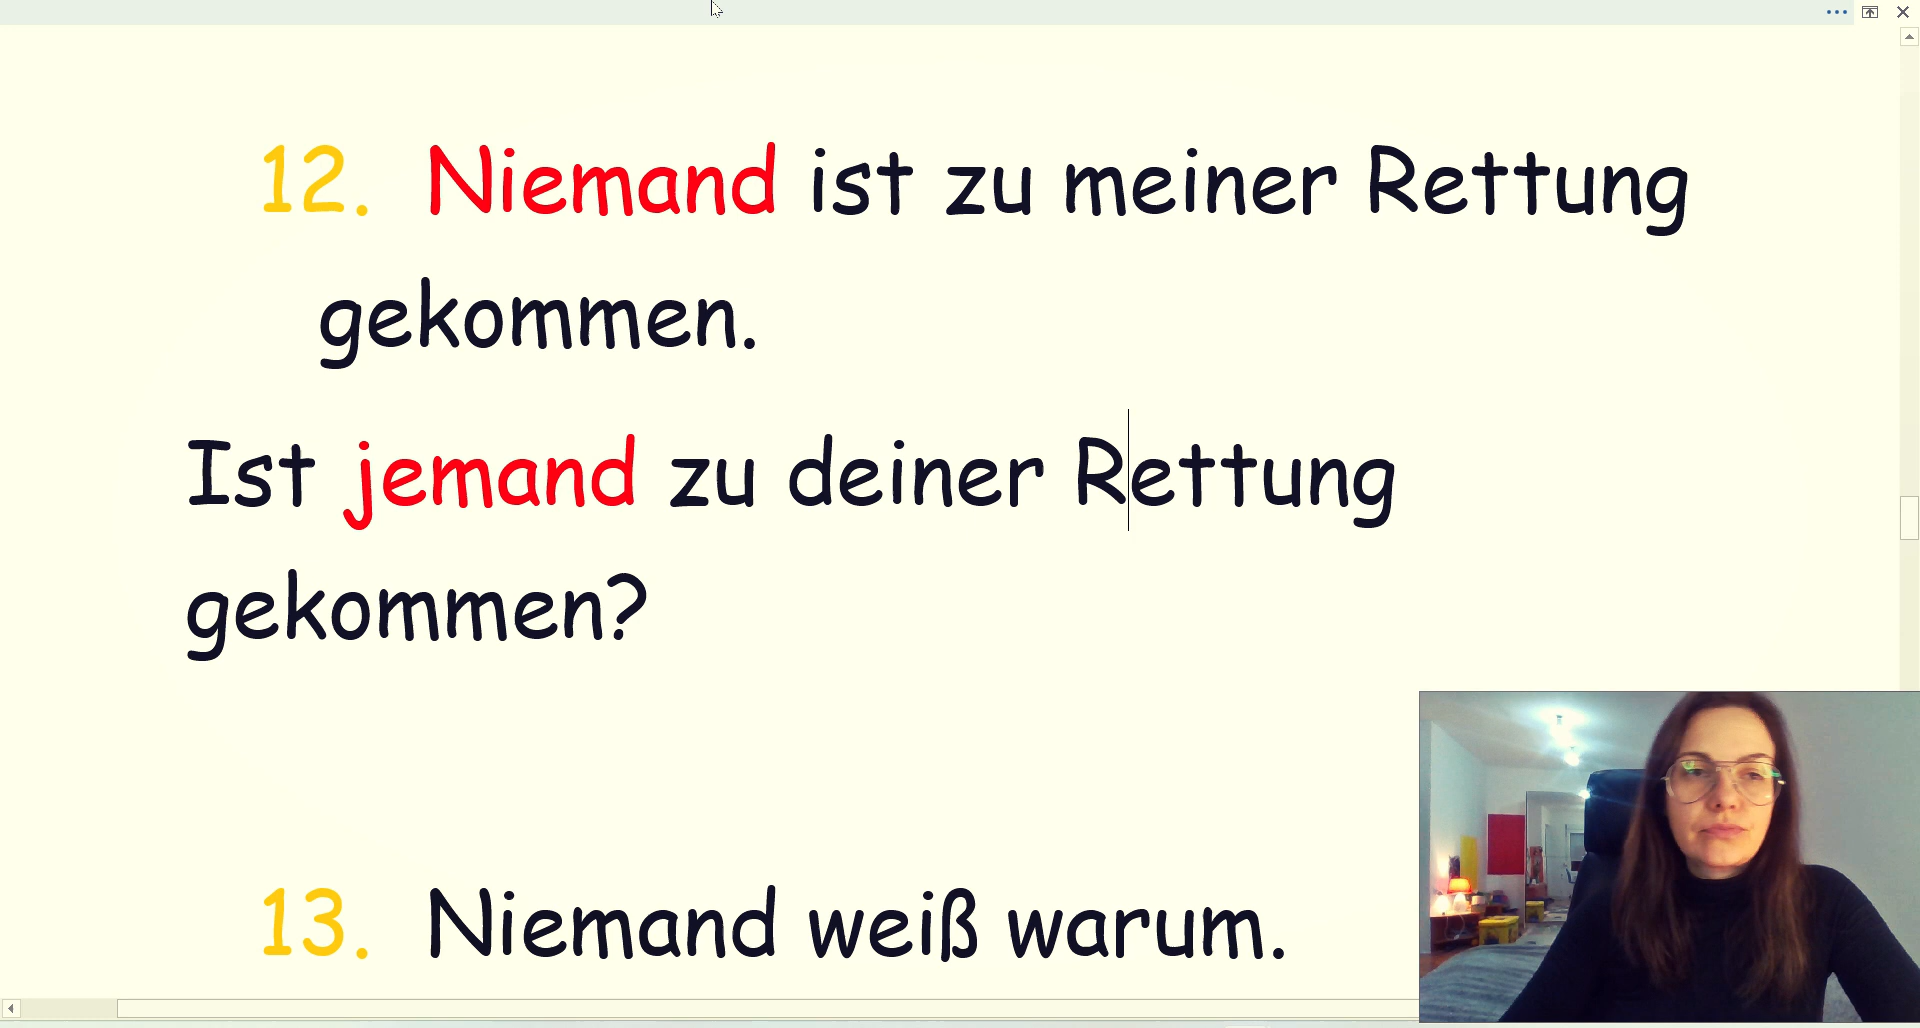 12. Niemand ist zu meiner Rettung
gekommen.
Ist jemand zu deiner Rettung
gekommen?
13. Niemand weiß warum.